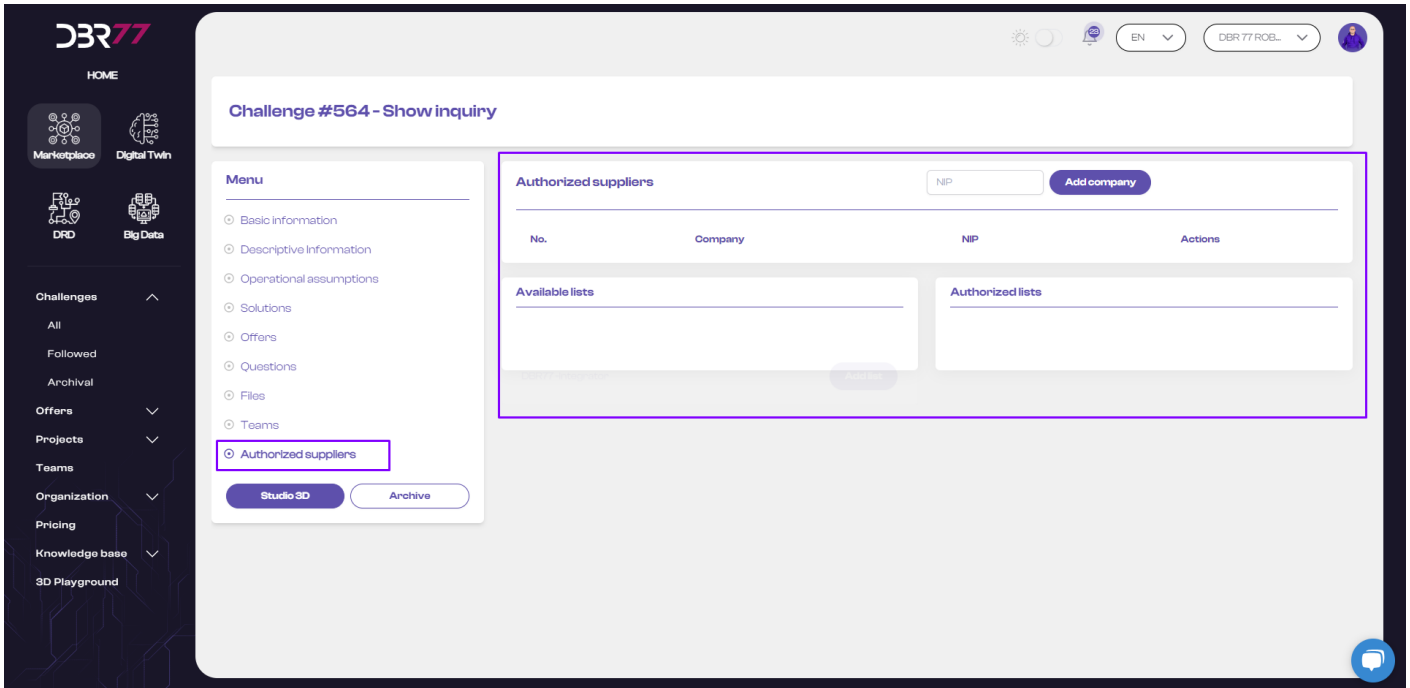 DBR77
HOME
Marketplace
Digital Twin
DRD
Big Data
Challenges
All
Followed
Archival
Offers
Projects
Teams
Organization
Pricing
Knowledge base
3D Playground
23
EN
DBR 77 ROB...
Challenge #564 - Show inquiry
Menu
Basic information
Descriptive Information
Operational assumptions
Solutions
Offers
Questions
Files
Teams
Authorized suppliers
Studio 3D
Archive
Authorized suppliers
NIP
Add company
No. Company NIP Actions
Available lists
Add list
Authorized lists